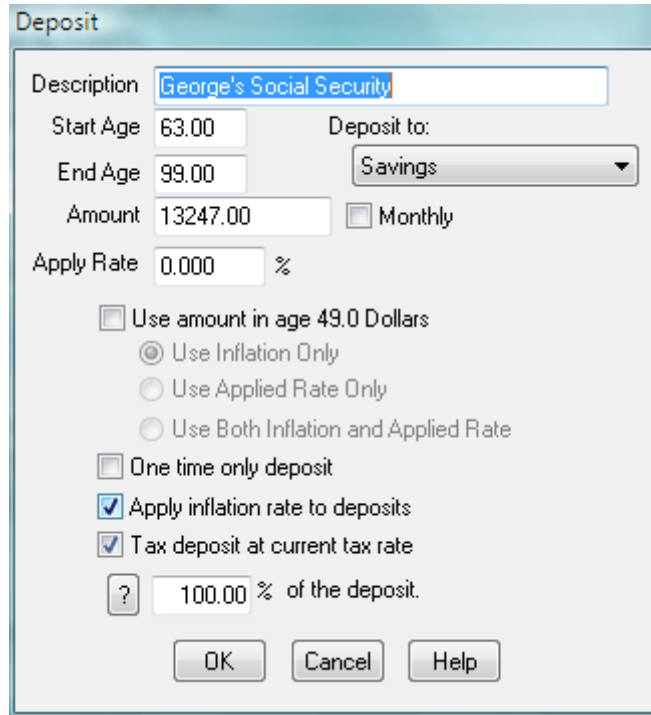 Deposit
Description George's Social Security
Start Age 63.00 Deposit to:
End Age 99.00 Savings
Amount 13247.00 Monthly
Apply Rate 0.000 %
Use amount in age 49.0 Dollars
Use Inflation Only
Use Applied Rate Only
Use Both Inflation and Applied Rate
One time only deposit
Apply inflation rate to deposits
Tax deposit at current tax rate
? 100.00 % of the deposit.
OK Cancel Help